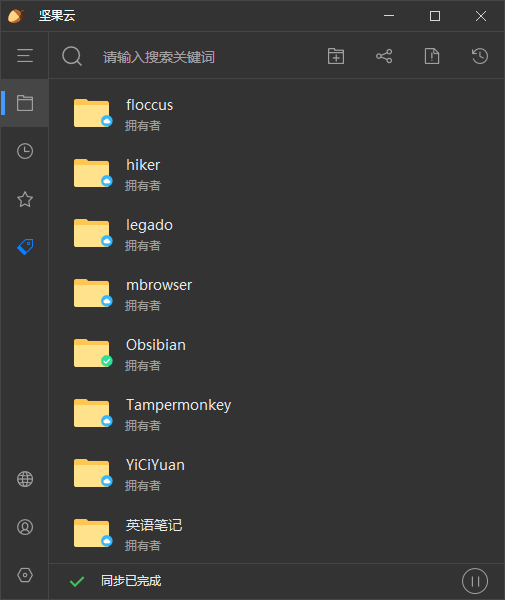 坚果云
请输入搜索关键词
floccus
拥有者
hiker
拥有者
legado
拥有者
mbrowser
拥有者
Obsibian
拥有者
Tampermonkey
拥有者
YiCiYuan
拥有者
英语笔记
拥有者
同步已完成